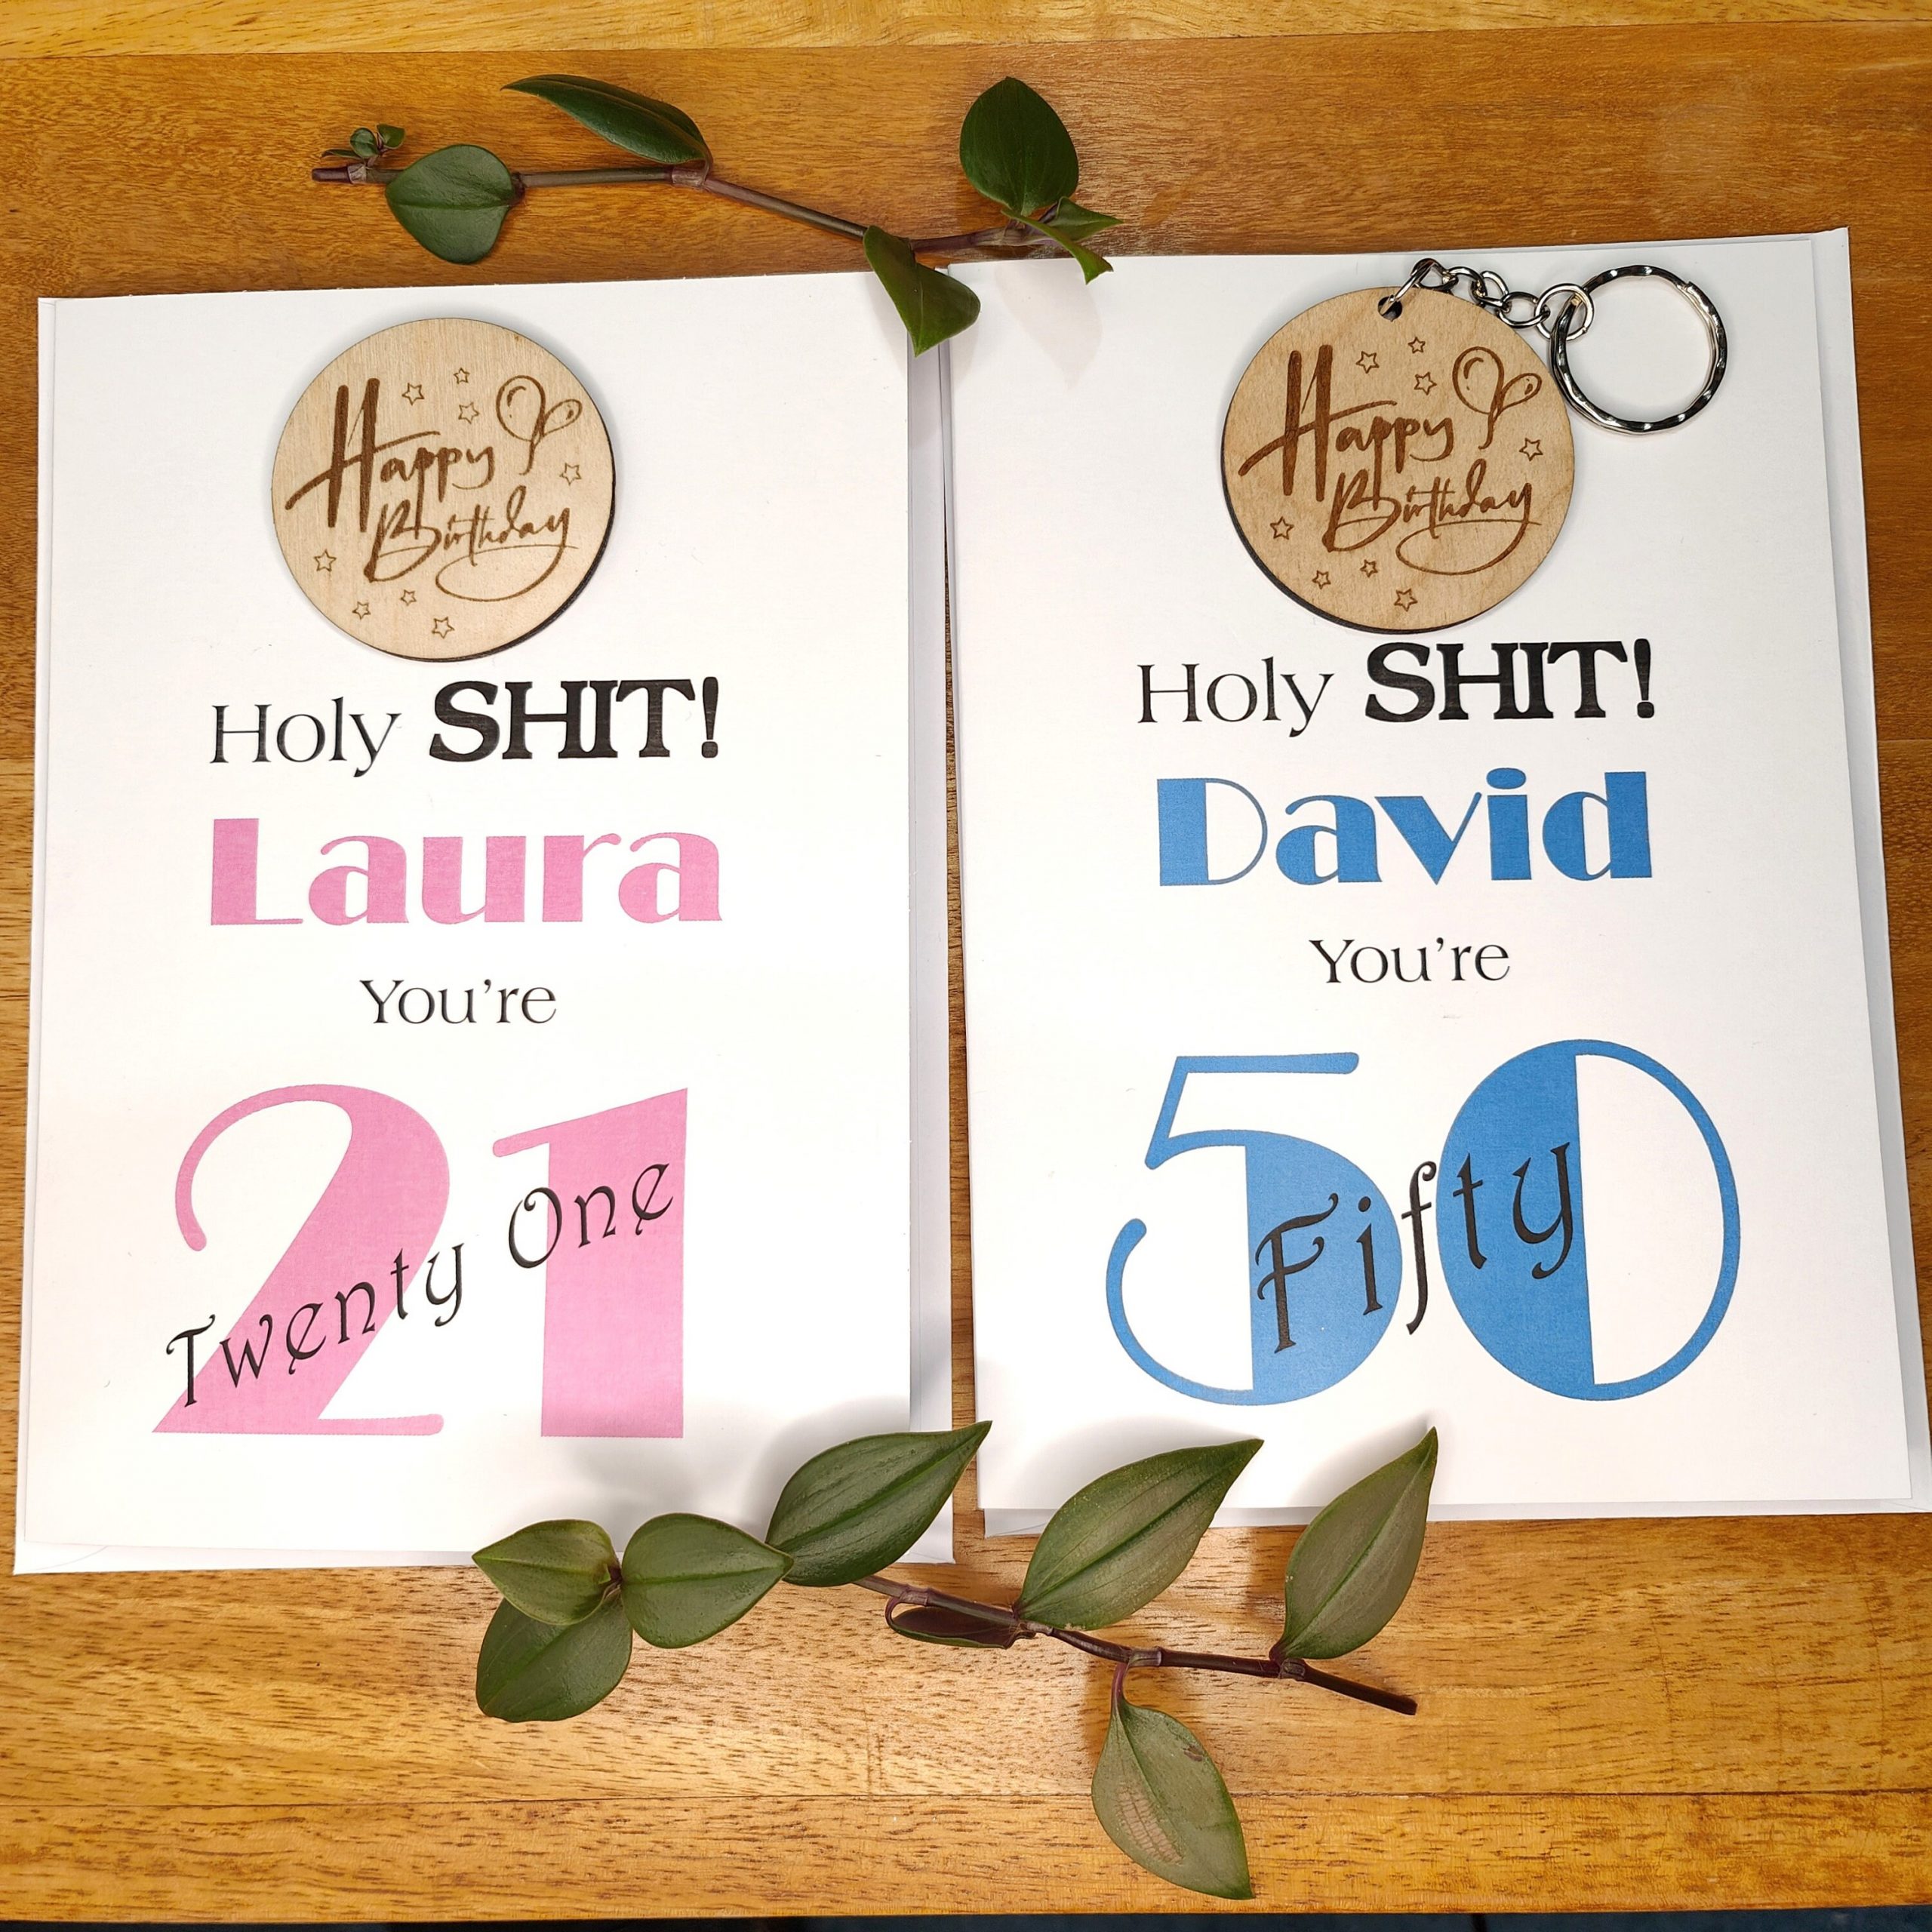 Happy
Birthday
Holy SHIT!
Laura
You're
21
Twenty One
Happy
Birthday
Holy SHIT!
David
You're
50
Fifty